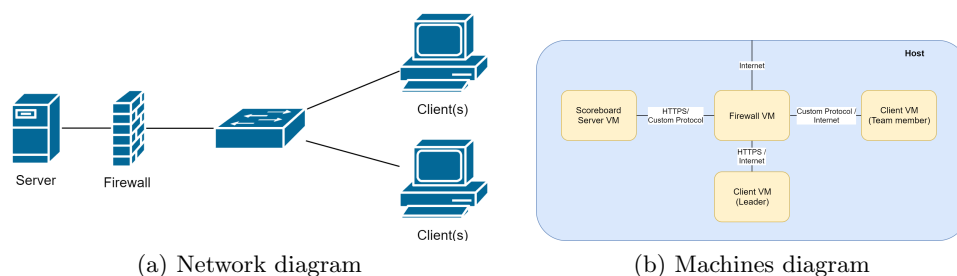 Server
Firewall
Client(s)
Client(s)
(a) Network diagram
Host
Internet
Scoreboard
Server VM
HTTPS/
Custom Protocol
Firewall VM
Custom Protocol /
Internet
Client VM
(Team member)
HTTPS /
Internet
Client VM
(Leader)
(b) Machines diagram